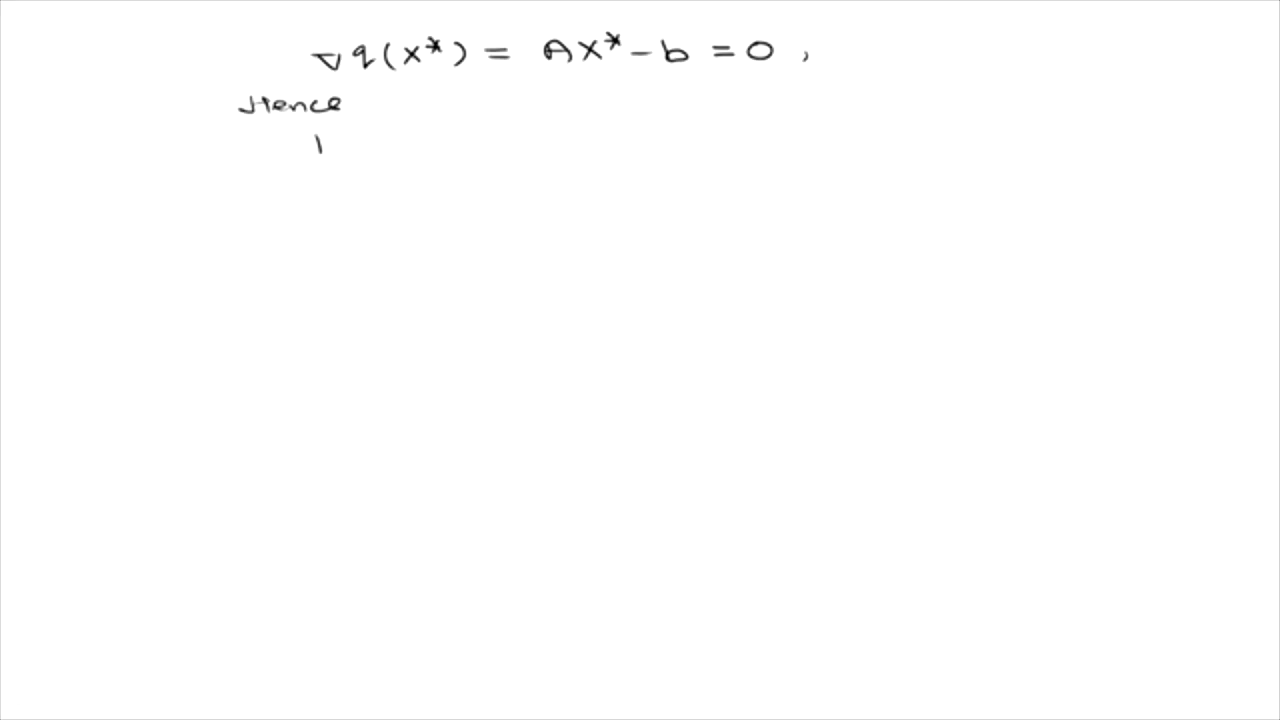 ∇q(x*) = Ax* - b = 0,
Hence